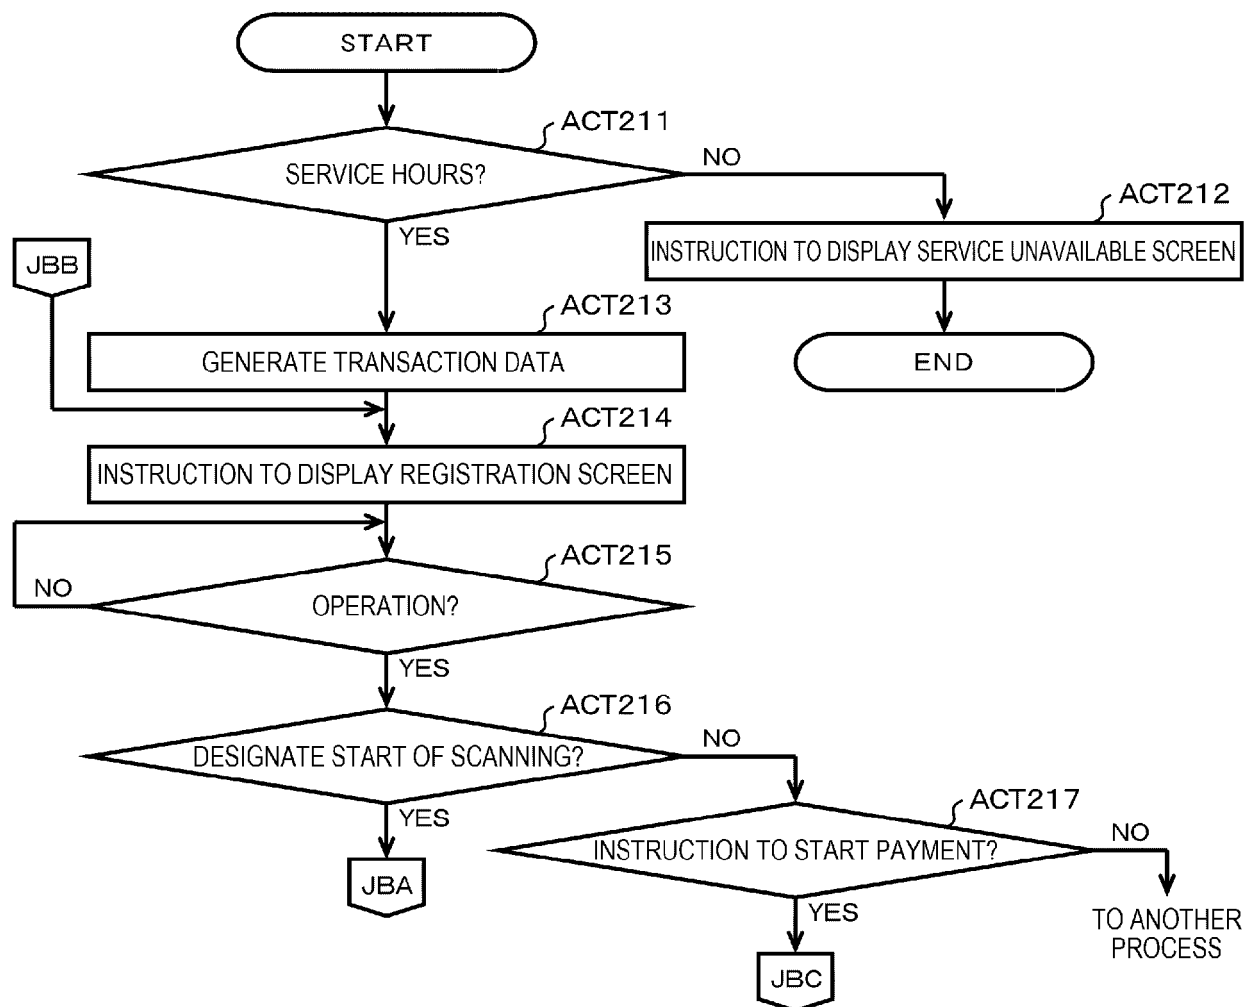 START
ACT211
SERVICE HOURS?
NO
YES
ACT212
INSTRUCTION TO DISPLAY SERVICE UNAVAILABLE SCREEN
JBB
ACT213
GENERATE TRANSACTION DATA
END
ACT214
INSTRUCTION TO DISPLAY REGISTRATION SCREEN
ACT215
NO
OPERATION?
YES
ACT216
DESIGNATE START OF SCANNING?
NO
YES
ACT217
INSTRUCTION TO START PAYMENT?
NO
JBA
YES
TO ANOTHER
PROCESS
JBC